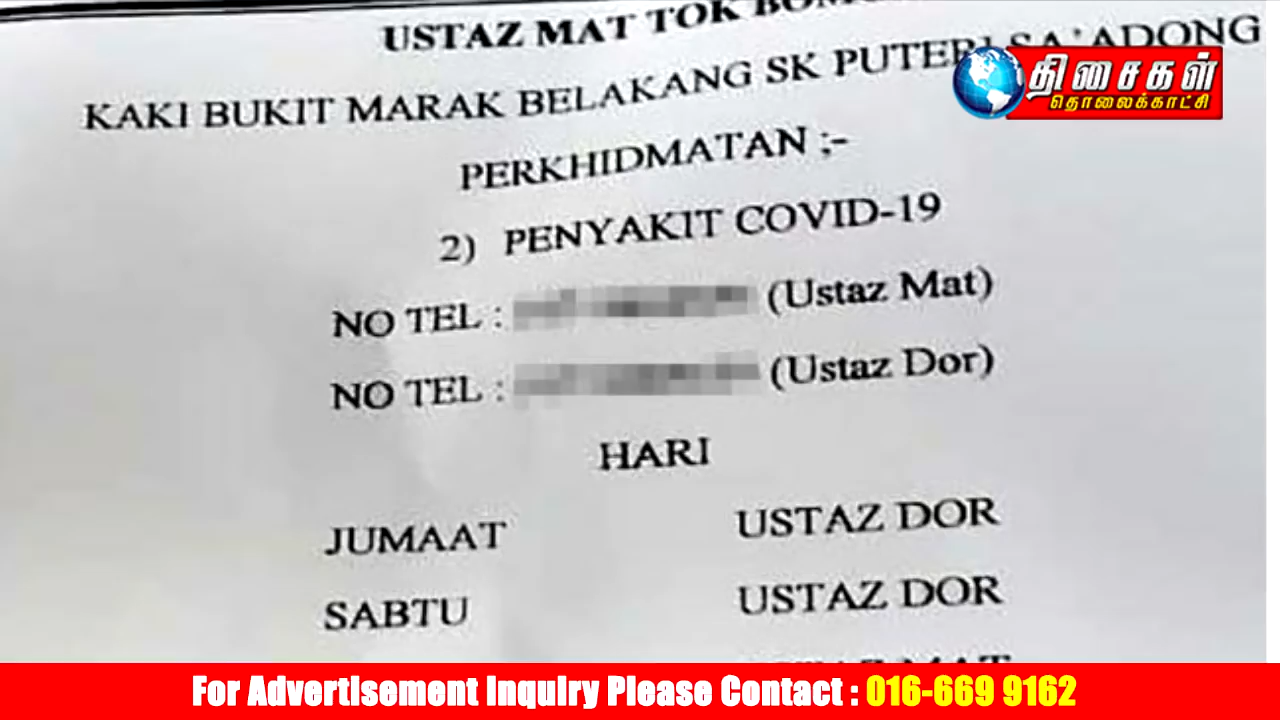 USTAZ MAT TOK
KAKI BUKIT MARAK BELAKANG SK PUTERI SA'ADONG
திசைகள்
தொலைக்காட்சி
PERKHIDMATAN ;-
2) PENYAKIT COVID-19
NO TEL : (Ustaz Mat)
NO TEL : (Ustaz Dor)
HARI
JUMAAT USTAZ DOR
SABTU USTAZ DOR
For Advertisement Inquiry Please Contact : 016-669 9162